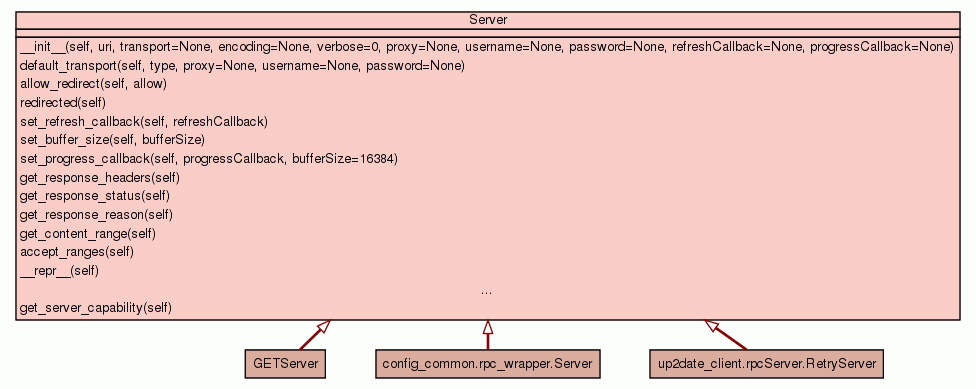 Server
__init__(self, uri, transport=None, encoding=None, verbose=0, proxy=None, username=None, password=None, refreshCallback=None, progressCallback=None)
default_transport(self, type, proxy=None, username=None, password=None)
allow_redirect(self, allow)
redirected(self)
set_refresh_callback(self, refreshCallback)
set_buffer_size(self, bufferSize)
set_progress_callback(self, progressCallback, bufferSize=16384)
get_response_headers(self)
get_response_status(self)
get_response_reason(self)
get_content_range(self)
accept_ranges(self)
__repr__(self)
...
get_server_capability(self)
GETServer
config_common.rpc_wrapper.Server
up2date_client.rpcServer.RetryServer